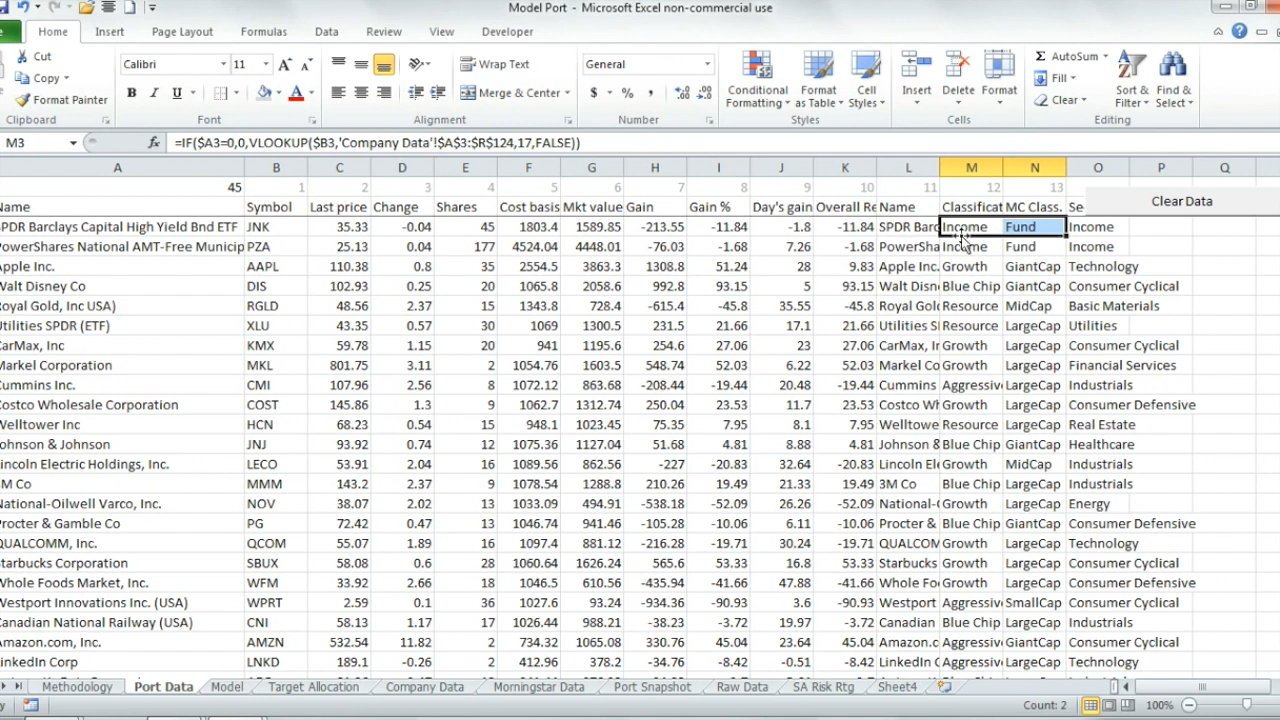 Model Port - Microsoft Excel non-commercial use
Home Insert Page Layout Formulas Data Review View Developer
Cut Calibri 11 A A Wrap Text General AutoSum
Copy Fill
Format Painter B I U A Merge & Center $ % , Conditional Formatting Format as Table Cell Styles Insert Delete Format Clear Sort & Filter Find & Select
Clipboard Font Alignment Number Styles Cells Editing
M3 fx =IF($A3=0,0,VLOOKUP($B3,'Company Data'!$A$3:$R$124,17,FALSE))
A B C D E F G H I J K L M N O P Q
45 1 2 3 4 5 6 7 8 9 10 11 12 13
Name Symbol Last price Change Shares Cost basis Mkt value Gain Gain % Day's gain Overall Re Name Classificat MC Class. Se Clear Data
SPDR Barclays Capital High Yield Bnd ETF JNK 35.33 -0.04 45 1803.4 1589.85 -213.55 -11.84 -1.8 -11.84 SPDR Barc Income Fund Income
PowerShares National AMT-Free Municip PZA 25.13 0.04 177 4524.04 4448.01 -76.03 -1.68 7.26 -1.68 PowerSha Income Fund Income
Apple Inc. AAPL 110.38 0.8 35 2554.5 3863.3 1308.8 51.24 28 9.83 Apple Inc. Growth GiantCap Technology
Walt Disney Co DIS 102.93 0.25 20 1065.8 2058.6 992.8 93.15 5 93.15 Walt Disn Blue Chip GiantCap Consumer Cyclical
Royal Gold, Inc USA) RGLD 48.56 2.37 15 1343.8 728.4 -615.4 -45.8 35.55 -45.8 Royal Gold Resource MidCap Basic Materials
Utilities SPDR (ETF) XLU 43.35 0.57 30 1069 1300.5 231.5 21.66 17.1 21.66 Utilities S Resource LargeCap Utilities
CarMax, Inc KMX 59.78 1.15 20 941 1195.6 254.6 27.06 23 27.06 CarMax, In Growth LargeCap Consumer Cyclical
Markel Corporation MKL 801.75 3.11 2 1054.76 1603.5 548.74 52.03 6.22 52.03 Markel Co Growth LargeCap Financial Services
Cummins Inc. CMI 107.96 2.56 8 1072.12 863.68 -208.44 -19.44 20.48 -19.44 Cummins Aggressiv LargeCap Industrials
Costco Wholesale Corporation COST 145.86 1.3 9 1062.7 1312.74 250.04 23.53 11.7 23.53 Costco Wh Growth LargeCap Consumer Defensive
Welltower Inc HCN 68.23 0.54 15 948.1 1023.45 75.35 7.95 8.1 7.95 Welltowe Resource LargeCap Real Estate
Johnson & Johnson JNJ 93.92 0.74 12 1075.36 1127.04 51.68 4.81 8.88 4.81 Johnson & Blue Chip GiantCap Healthcare
Lincoln Electric Holdings, Inc. LECO 53.91 2.04 16 1089.56 862.56 -227 -20.83 32.64 -20.83 Lincoln El Growth MidCap Industrials
3M Co MMM 143.2 2.37 9 1078.54 1288.8 210.26 19.49 21.33 19.49 3M Co Blue Chip LargeCap Industrials
National-Oilwell Varco, Inc. NOV 38.07 2.02 13 1033.09 494.91 -538.18 -52.09 26.26 -52.09 National- Growth LargeCap Energy
Procter & Gamble Co PG 72.42 0.47 13 1046.74 941.46 -105.28 -10.06 6.11 -10.06 Procter & Blue Chip GiantCap Consumer Defensive
QUALCOMM, Inc. QCOM 55.07 1.89 16 1097.4 881.12 -216.28 -19.71 30.24 -19.71 QUALCOM Growth LargeCap Technology
Starbucks Corporation SBUX 58.08 0.6 28 1060.64 1626.24 565.6 53.33 16.8 53.33 Starbucks Growth LargeCap Consumer Cyclical
Whole Foods Market, Inc. WFM 33.92 2.66 18 1046.5 610.56 -435.94 -41.66 47.88 -41.66 Whole Foo Growth LargeCap Consumer Defensive
Westport Innovations Inc. (USA) WPRT 2.59 0.1 36 1027.6 93.24 -934.36 -90.93 3.6 -90.93 Westport Aggressiv SmallCap Consumer Cyclical
Canadian National Railway (USA) CNI 58.13 1.17 17 1026.44 988.21 -38.23 -3.72 19.97 -3.72 Canadian Blue Chip LargeCap Industrials
Amazon.com, Inc. AMZN 532.54 11.82 2 734.32 1065.08 330.76 45.04 23.64 45.04 Amazon.c Aggressiv GiantCap Consumer Cyclical
LinkedIn Corp LNKD 189.1 -0.26 2 412.96 378.2 -34.76 -8.42 -0.51 -8.42 LinkedIn C Aggressiv LargeCap Technology
Methodology Port Data Model Target Allocation Company Data Morningstar Data Port Snapshot Raw Data SA Risk Rtg Sheet4
Count: 2 100%